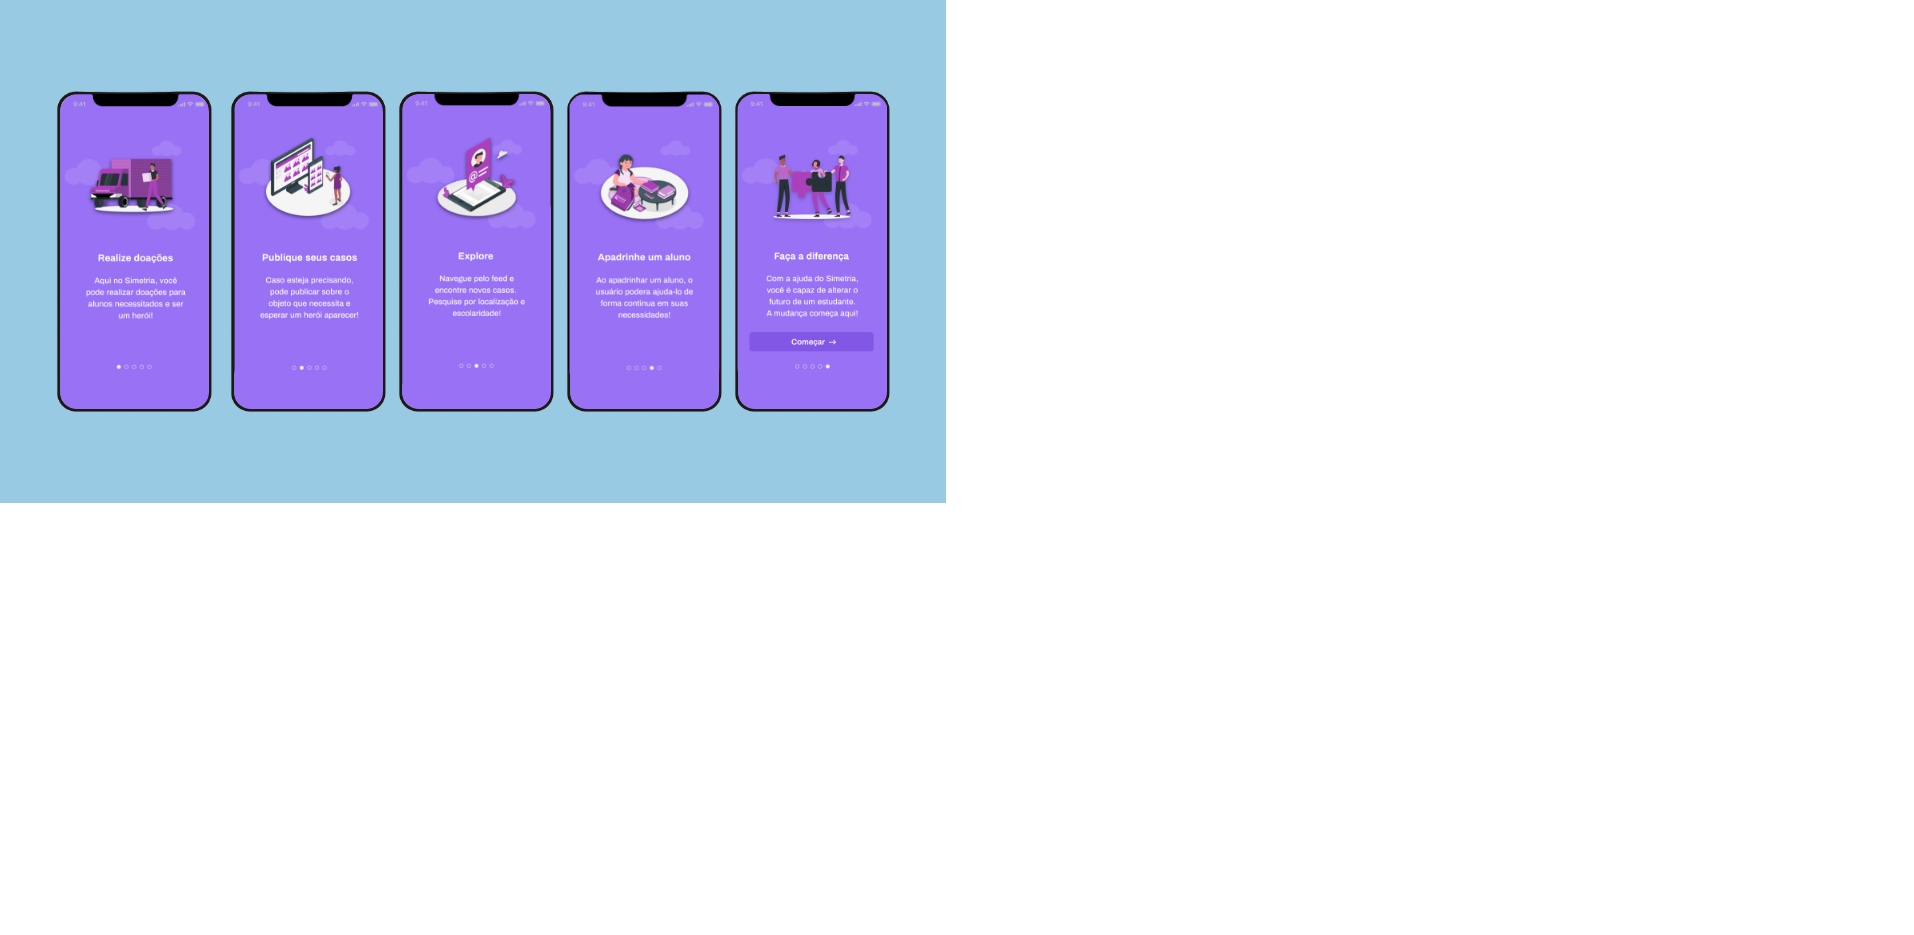 9:41
Realize doações
Aqui no Simetria, você
pode realizar doações para
alunos necessitados e ser
um herói!
9:41
Publique seus casos
Caso esteja precisando,
pode publicar sobre o
objeto que necessita e
esperar um herói aparecer!
9:41
Explore
Navegue pelo feed e
encontre novos casos.
Pesquise por localização e
escolaridade!
9:41
Apadrinhe um aluno
Ao apadrinhar um aluno, o
usuário podera ajuda-lo de
forma continua em suas
necessidades!
9:41
Faça a diferença
Com a ajuda do Simetria,
você é capaz de alterar o
futuro de um estudante.
A mudança começa aqui!
Começar →